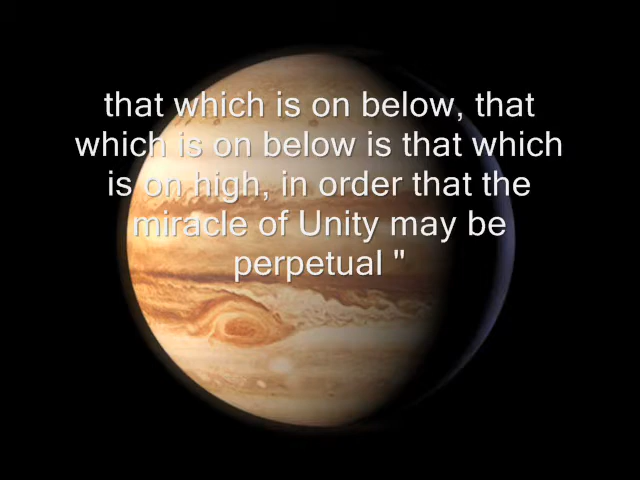 that which is on below, that
which is on below is that which
is on high, in order that the
miracle of Unity may be
perpetual "